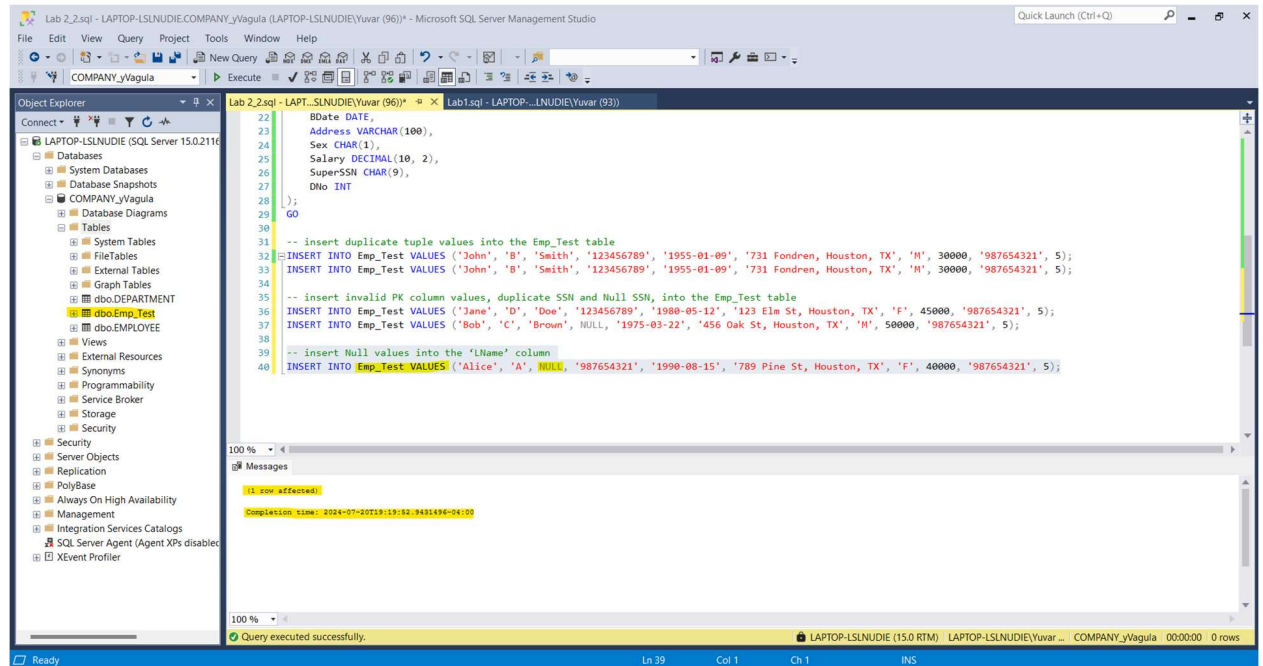 Lab 2_2.sql - LAPTOP-LSLNUDIE.COMPANY_yVagula (LAPTOP-LSLNUDIE\Yuvar (96))* - Microsoft SQL Server Management Studio
Quick Launch (Ctrl+Q)
File Edit View Query Project Tools Window Help
New Query
COMPANY_yVagula
Execute
Object Explorer
Lab 2_2.sql - LAPT...SLNUDIE\Yuvar (96))*
Lab1.sql - LAPTOP-...LNUDIE\Yuvar (93))
Connect
LAPTOP-LSLNUDIE (SQL Server 15.0.2116
Databases
System Databases
Database Snapshots
COMPANY_yVagula
Database Diagrams
Tables
System Tables
FileTables
External Tables
Graph Tables
dbo.DEPARTMENT
dbo.Emp_Test
dbo.EMPLOYEE
Views
External Resources
Synonyms
Programmability
Service Broker
Storage
Security
Security
Server Objects
Replication
PolyBase
Always On High Availability
Management
Integration Services Catalogs
SQL Server Agent (Agent XPs disablec
XEvent Profiler
22 BDate DATE,
23 Address VARCHAR(100),
24 Sex CHAR(1),
25 Salary DECIMAL(10, 2),
26 SuperSSN CHAR(9),
27 DNo INT
28 );
29 GO
30
31 -- insert duplicate tuple values into the Emp_Test table
32 INSERT INTO Emp_Test VALUES ('John', 'B', 'Smith', '123456789', '1955-01-09', '731 Fondren, Houston, TX', 'M', 30000, '987654321', 5);
33 INSERT INTO Emp_Test VALUES ('John', 'B', 'Smith', '123456789', '1955-01-09', '731 Fondren, Houston, TX', 'M', 30000, '987654321', 5);
34
35 -- insert invalid PK column values, duplicate SSN and Null SSN, into the Emp_Test table
36 INSERT INTO Emp_Test VALUES ('Jane', 'D', 'Doe', '123456789', '1980-05-12', '123 Elm St, Houston, TX', 'F', 45000, '987654321', 5);
37 INSERT INTO Emp_Test VALUES ('Bob', 'C', 'Brown', NULL, '1975-03-22', '456 Oak St, Houston, TX', 'M', 50000, '987654321', 5);
38
39 -- insert Null values into the ‘LName’ column
40 INSERT INTO Emp_Test VALUES ('Alice', 'A', NULL, '987654321', '1990-08-15', '789 Pine St, Houston, TX', 'F', 40000, '987654321', 5);
100 %
Messages
(1 row affected)
Completion time: 2024-07-20T19:19:52.9431496-04:00
100 %
Query executed successfully.
LAPTOP-LSLNUDIE (15.0 RTM) LAPTOP-LSLNUDIE\Yuvar ... COMPANY_yVagula 00:00:00 0 rows
Ready Ln 39 Col 1 Ch 1 INS